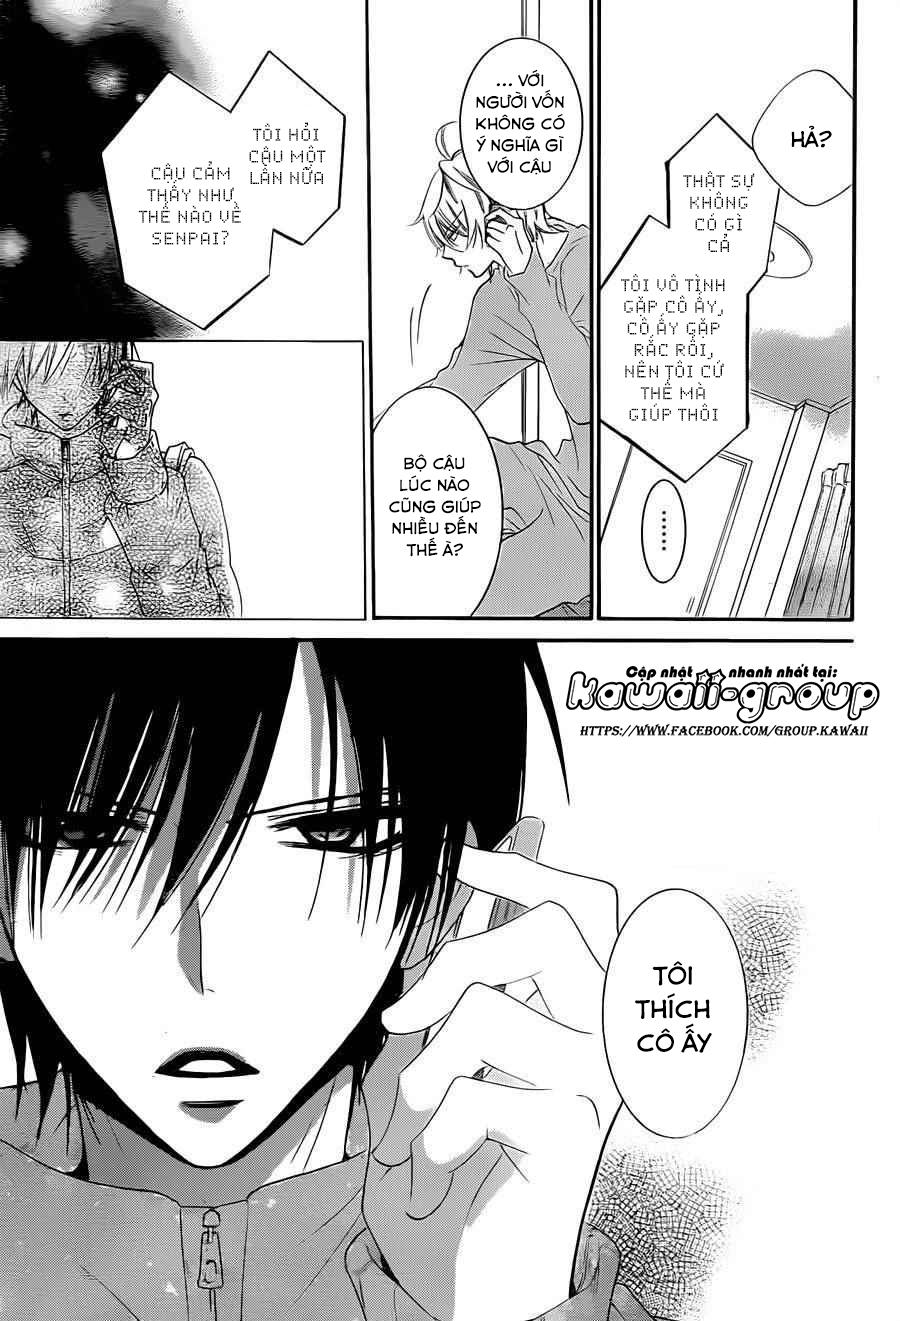 HẢ?
THẬT SỰ
KHÔNG
CÓ GÌ
CẢ
TÔI VÔ TÌNH
GẶP CÔ ẤY,
CÔ ẤY GẶP
RẮC RỐI,
NÊN TÔI CỨ
THẾ MÀ
GIÚP THÔI
........
... VỚI
NGƯỜI VỐN
KHÔNG CÓ
Ý NGHĨA GÌ
VỚI CẬU
BỘ CẬU
LÚC NÀO
CŨNG GIÚP
NHIỀU ĐẾN
THẾ À?
TÔI HỎI
CẬU MỘT
LẦN NỮA
CẬU CẢM
THẤY NHƯ
THẾ NÀO VỀ
SENPAI?
Cập nhật nhanh nhất tại:
kawaii-group
HTTPS://WWW.FACEBOOK.COM/GROUP.KAWAII
TÔI
THÍCH
CÔ ẤY